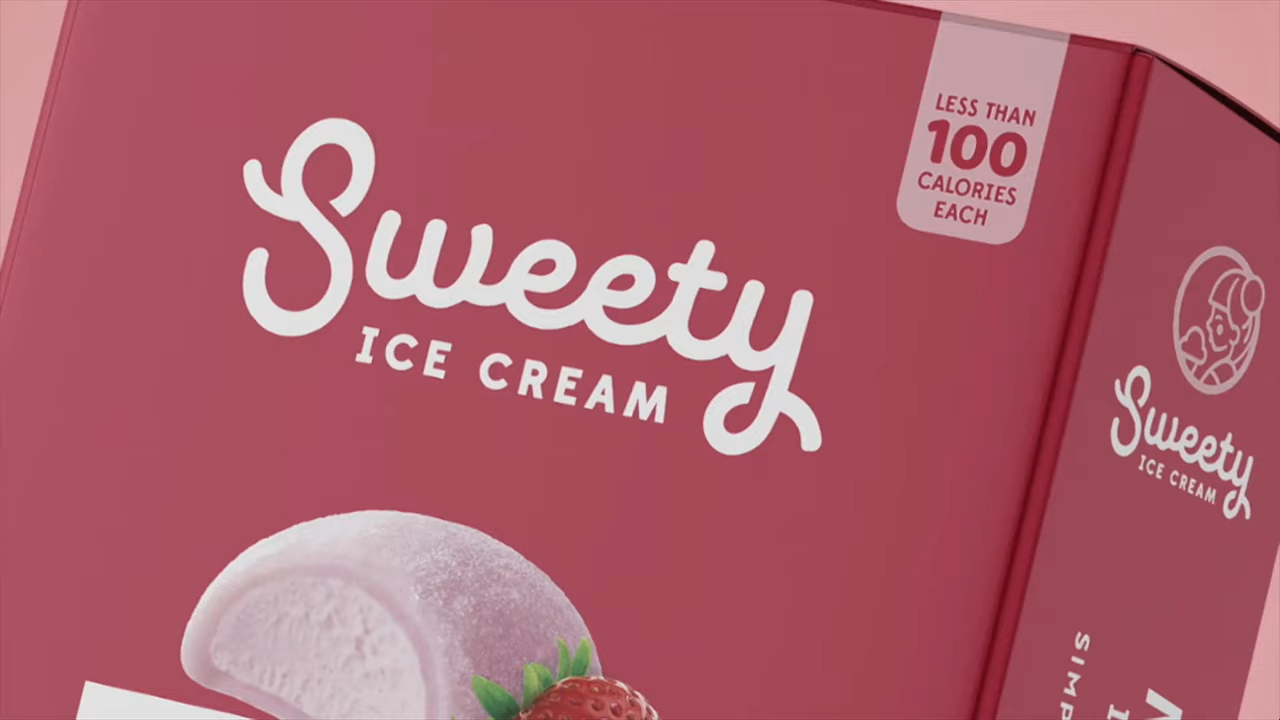 Sweety
ICE CREAM
LESS THAN
100
CALORIES
EACH
Sweety
ICE CREAM